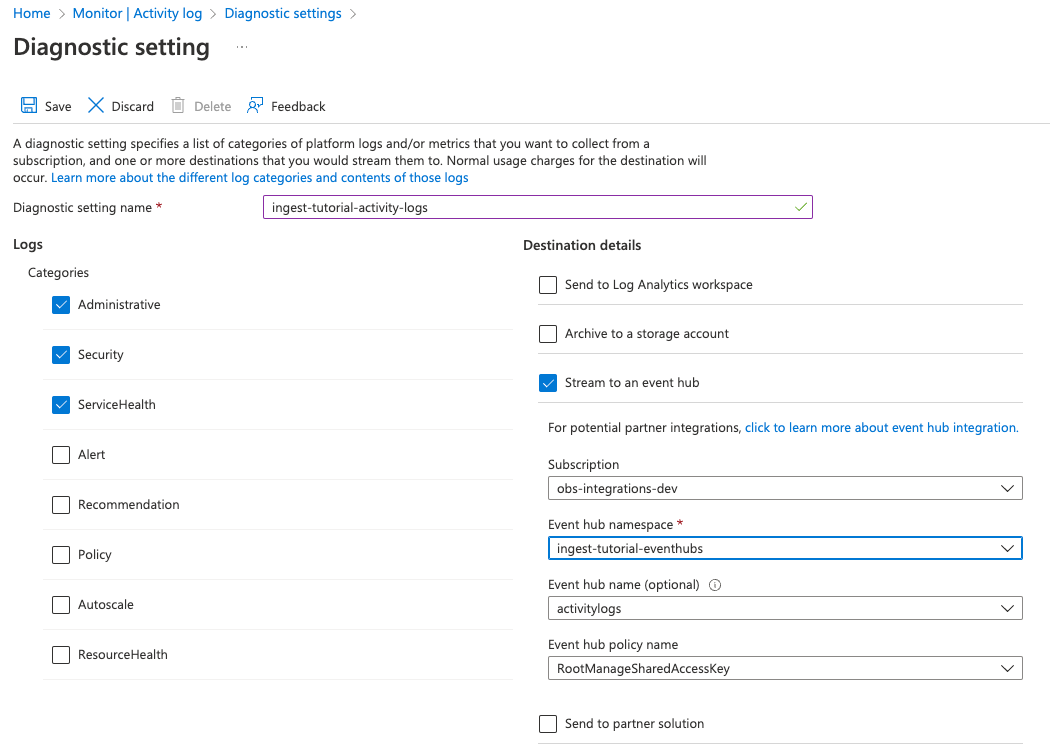 Home > Monitor | Activity log > Diagnostic settings >
Diagnostic setting ...
Save Discard Delete Feedback
A diagnostic setting specifies a list of categories of platform logs and/or metrics that you want to collect from a
subscription, and one or more destinations that you would stream them to. Normal usage charges for the destination will
occur. Learn more about the different log categories and contents of those logs
Diagnostic setting name *
ingest-tutorial-activity-logs
Logs
Categories
Administrative
Security
ServiceHealth
Alert
Recommendation
Policy
Autoscale
ResourceHealth
Destination details
Send to Log Analytics workspace
Archive to a storage account
Stream to an event hub
For potential partner integrations, click to learn more about event hub integration.
Subscription
obs-integrations-dev
Event hub namespace *
ingest-tutorial-eventhubs
Event hub name (optional)
activitylogs
Event hub policy name
RootManageSharedAccessKey
Send to partner solution